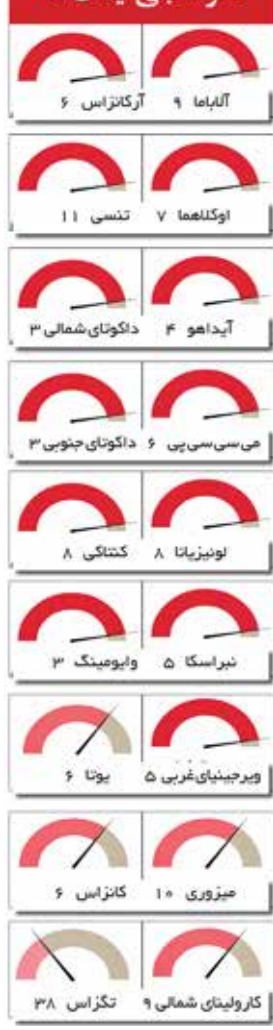 آلاباما ۹ آرکانزاس ۶
اوکلاهما ۷ تنسی ۱۱
آیداهو ۴ داکوتای شمالی ۳
می‌سی‌سی‌پی ۶ داکوتای جنوبی ۳
لوئیزیانا ۸ کنتاکی ۸
نبراسکا ۵ وایومینگ ۳
ویرجینیای غربی ۵ یوتا ۶
میزوری ۱۰ کانزاس ۶
کارولینای شمالی ۹ تگزاس ۳۸